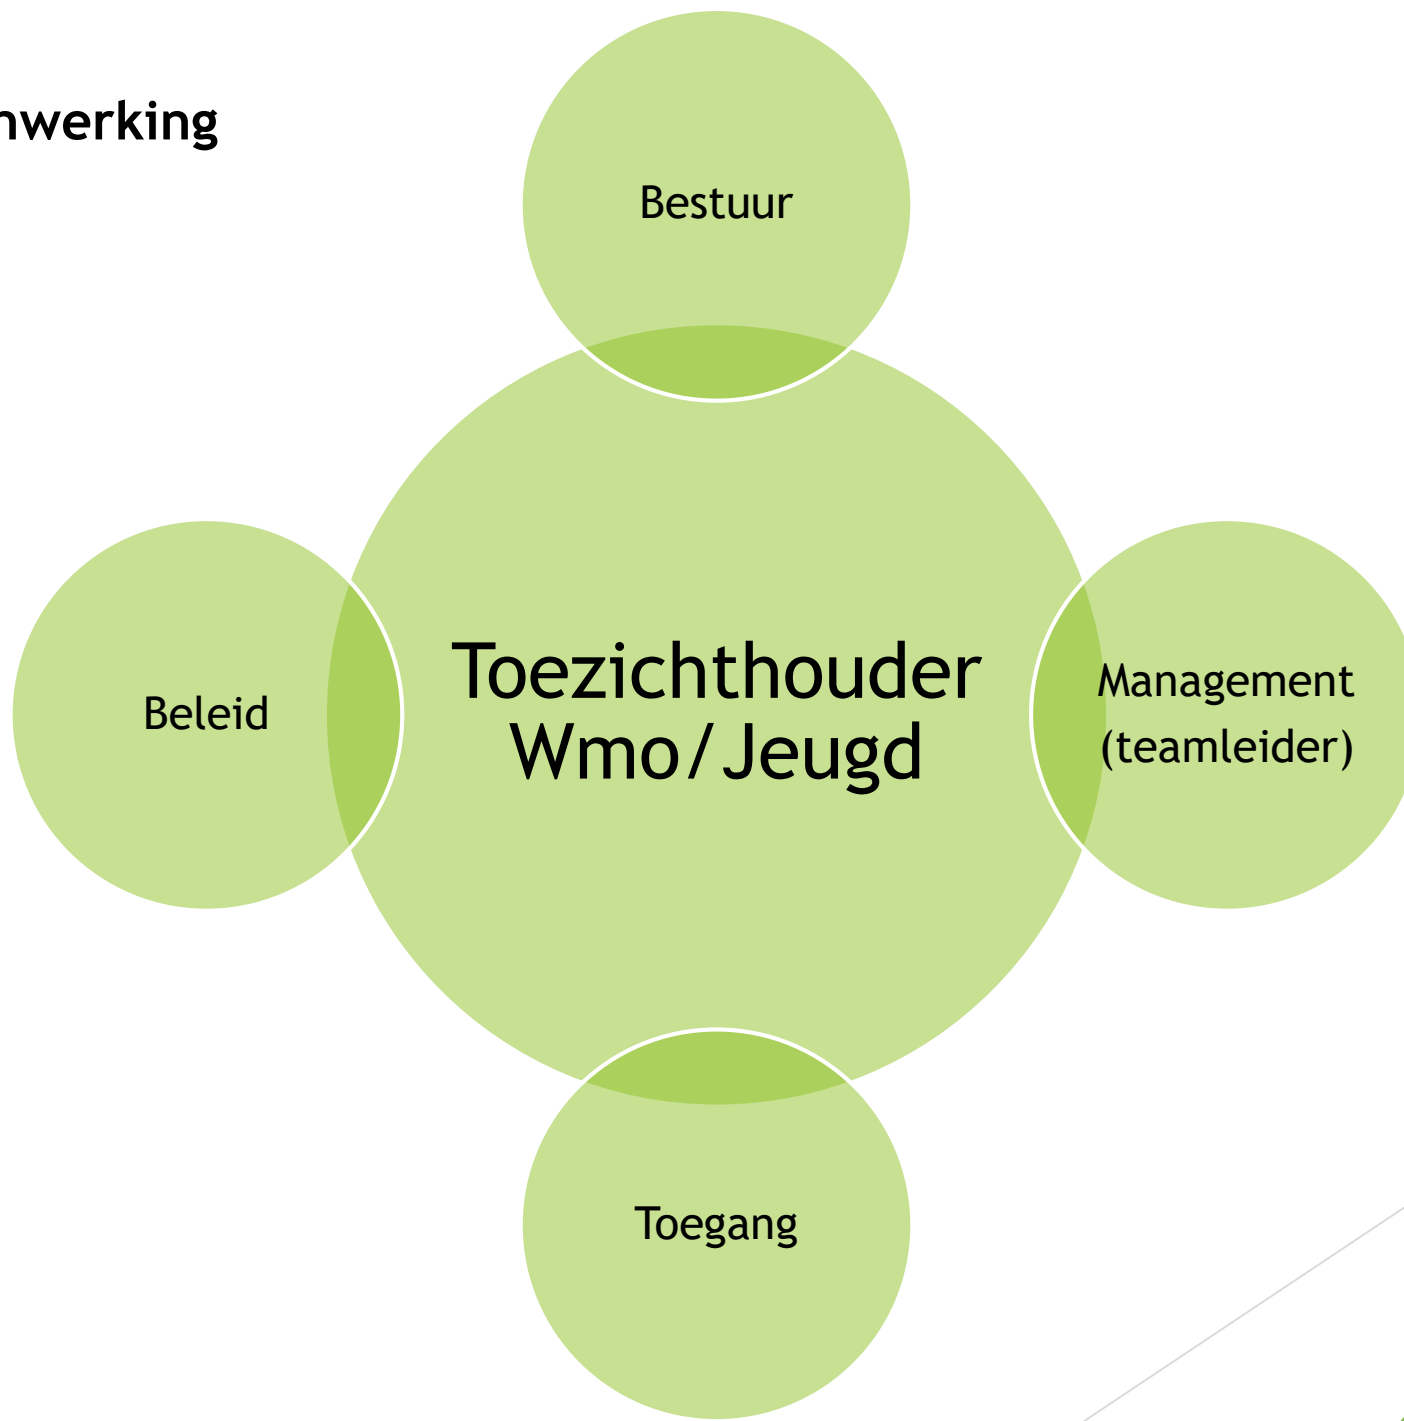 nwerking
Bestuur
Beleid
Toezichthouder
Wmo/Jeugd
Management
(teamleider)
Toegang